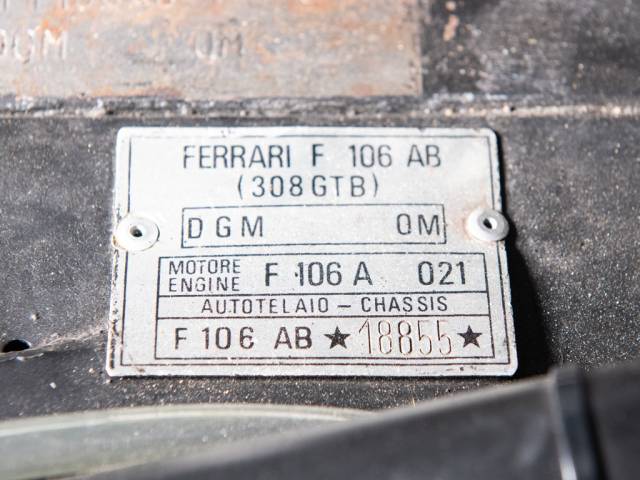 DGM OM
FERRARI F 106 AB
(308 GTB)
DGM OM
MOTORE
ENGINE F 106 A 021
AUTOTELAIO – CHASSIS
F 106 AB ★ 18855 ★